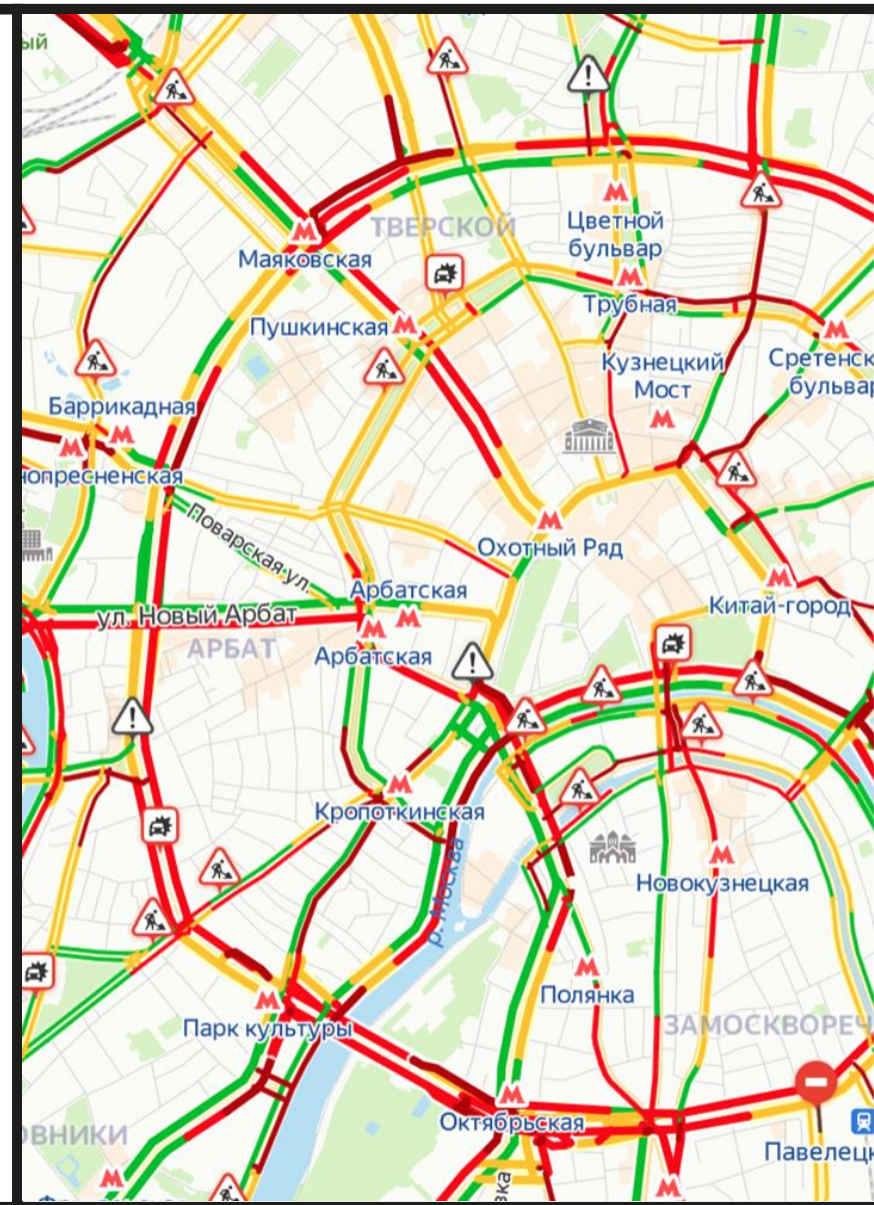 ый
ТВЕРСКОЙ
Цветной
бульвар
Маяковская
Трубная
Пушкинская
Сретенск
бульвар
Кузнецкий
Мост
Баррикадная
нопресненская
Поварская ул.
Охотный Ряд
Арбатская
ул. Новый Арбат
Китай-город
АРБАТ
Арбатская
Кропоткинская
р. Москва
Новокузнецкая
Полянка
Парк культуры
ЗАМОСКВОРЕЧ
Октябрьская
ОВНИКИ
Павелецк
вка